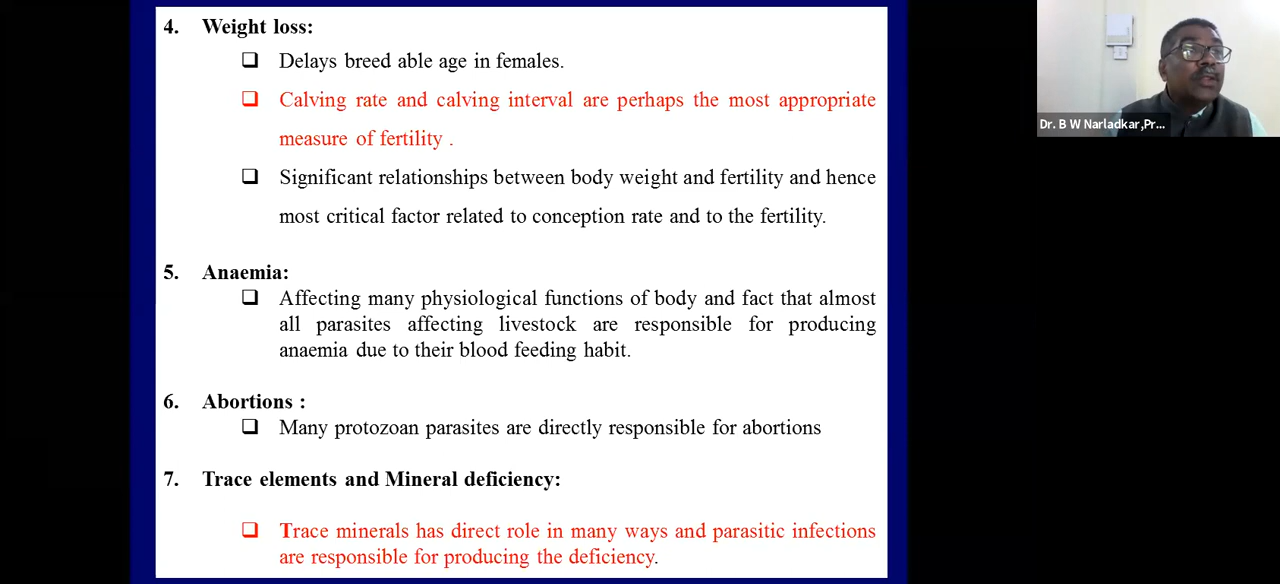 4. Weight loss:
❑ Delays breed able age in females.
❑ Calving rate and calving interval are perhaps the most appropriate
measure of fertility .
❑ Significant relationships between body weight and fertility and hence
most critical factor related to conception rate and to the fertility.
5. Anaemia:
❑ Affecting many physiological functions of body and fact that almost
all parasites affecting livestock are responsible for producing
anaemia due to their blood feeding habit.
6. Abortions :
❑ Many protozoan parasites are directly responsible for abortions
7. Trace elements and Mineral deficiency:
❑ Trace minerals has direct role in many ways and parasitic infections
are responsible for producing the deficiency.
Dr. B W Narladkar,Pr...